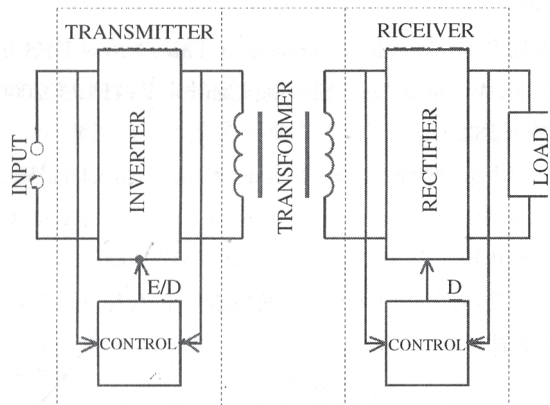 TRANSMITTER
RICEIVER
INPUT
INVERTER
TRANSFORMER
RECTIFIER
LOAD
E/D
D
CONTROL
CONTROL